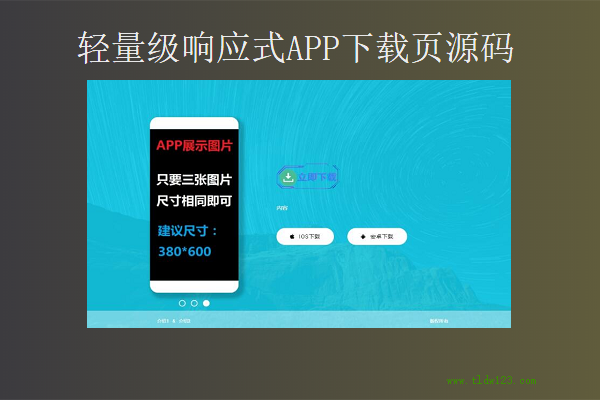 轻量级响应式APP下载页源码
APP展示图片
只要三张图片
尺寸相同即可
建议尺寸：
380*600
立即下载
内容
IOS下载
安卓下载
www.tldw123.com